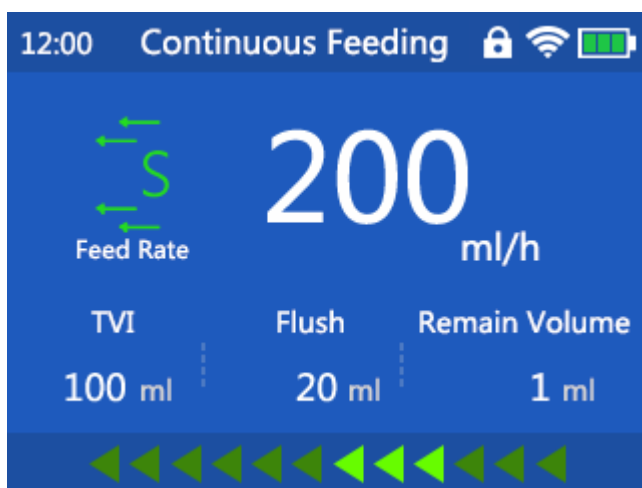 12:00 Continuous Feeding
S
200
ml/h
Feed Rate
TVI Flush Remain Volume
100 ml 20 ml 1 ml